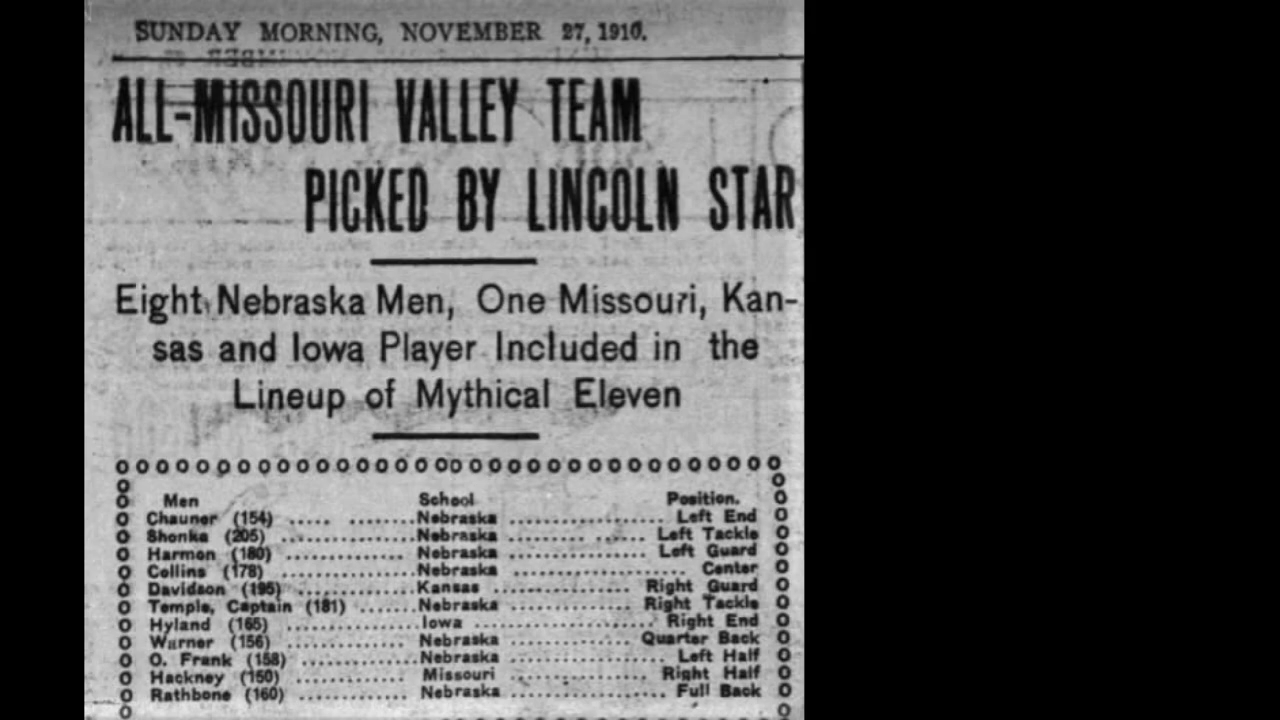 SUNDAY MORNING, NOVEMBER 27, 1910.
ALL-MISSOURI VALLEY TEAM
PICKED BY LINCOLN STAR
Eight Nebraska Men, One Missouri, Kan-
sas and Iowa Player Included in the
Lineup of Mythical Eleven
Men School Position.
Chauner (154) ..... .......Nebraska ..................... Left End
Shonka (205) ..............Nebraska ............ ..... Left Tackle
Harmon (180) ..............Nebraska .................. Left Guard
Collins (178) ..............Nebraska ....................... Center
Davidson (195) .............Kansas .................. Right Guard
Temple, Captain (181) ......Nebraska ................ Right Tackle
Hyland (165) ..............Iowa ....................... Right End
Warner (156) ..............Nebraska ............... Quarter Back
O. Frank (158) .............Nebraska .................... Left Half
Hackney (150) .............. Missouri .................. Right Half
Rathbone (160) ..............Nebraska .................... Full Back